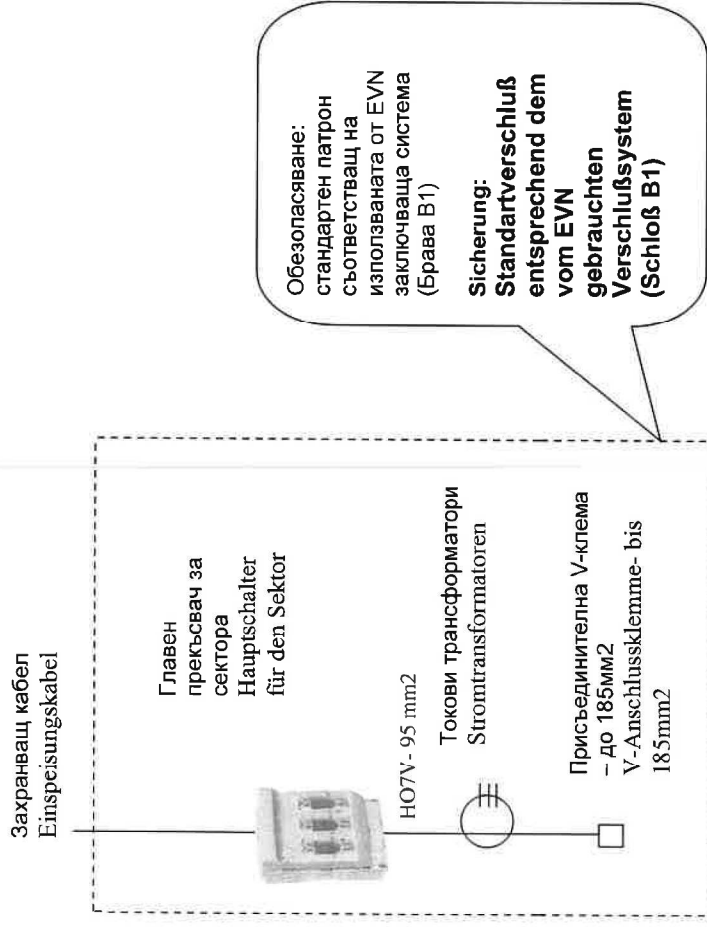 Захранващ кабел
Einspeisungskabel
Главен
прекъсвач за
сектора
Hauptschalter
für den Sektor
HO7V- 95 mm2
Токови трансформатори
Stromtransformatoren
Присъединителна V-клема
– до 185мм2
V-Anschlussklemme- bis
185mm2
Обезопасяване:
стандартен патрон
съответстващ на
използваната от EVN
заключваща система
(Брава В1)
Sicherung:
Standartverschluß
entsprechend dem
vom EVN
gebrauchten
Verschlußsystem
(Schloß B1)